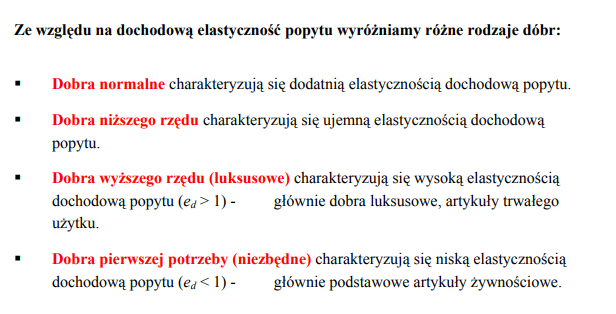 Ze względu na dochodową elastyczność popytu wyróżniamy różne rodzaje dóbr:
▪ Dobra normalne charakteryzują się dodatnią elastycznością dochodową popytu.
▪ Dobra niższego rzędu charakteryzują się ujemną elastycznością dochodową
popytu.
▪ Dobra wyższego rzędu (luksusowe) charakteryzują się wysoką elastycznością
dochodową popytu (ed > 1) - głównie dobra luksusowe, artykuły trwałego
użytku.
▪ Dobra pierwszej potrzeby (niezbędne) charakteryzują się niską elastycznością
dochodową popytu (ed < 1) - głównie podstawowe artykuły żywnościowe.